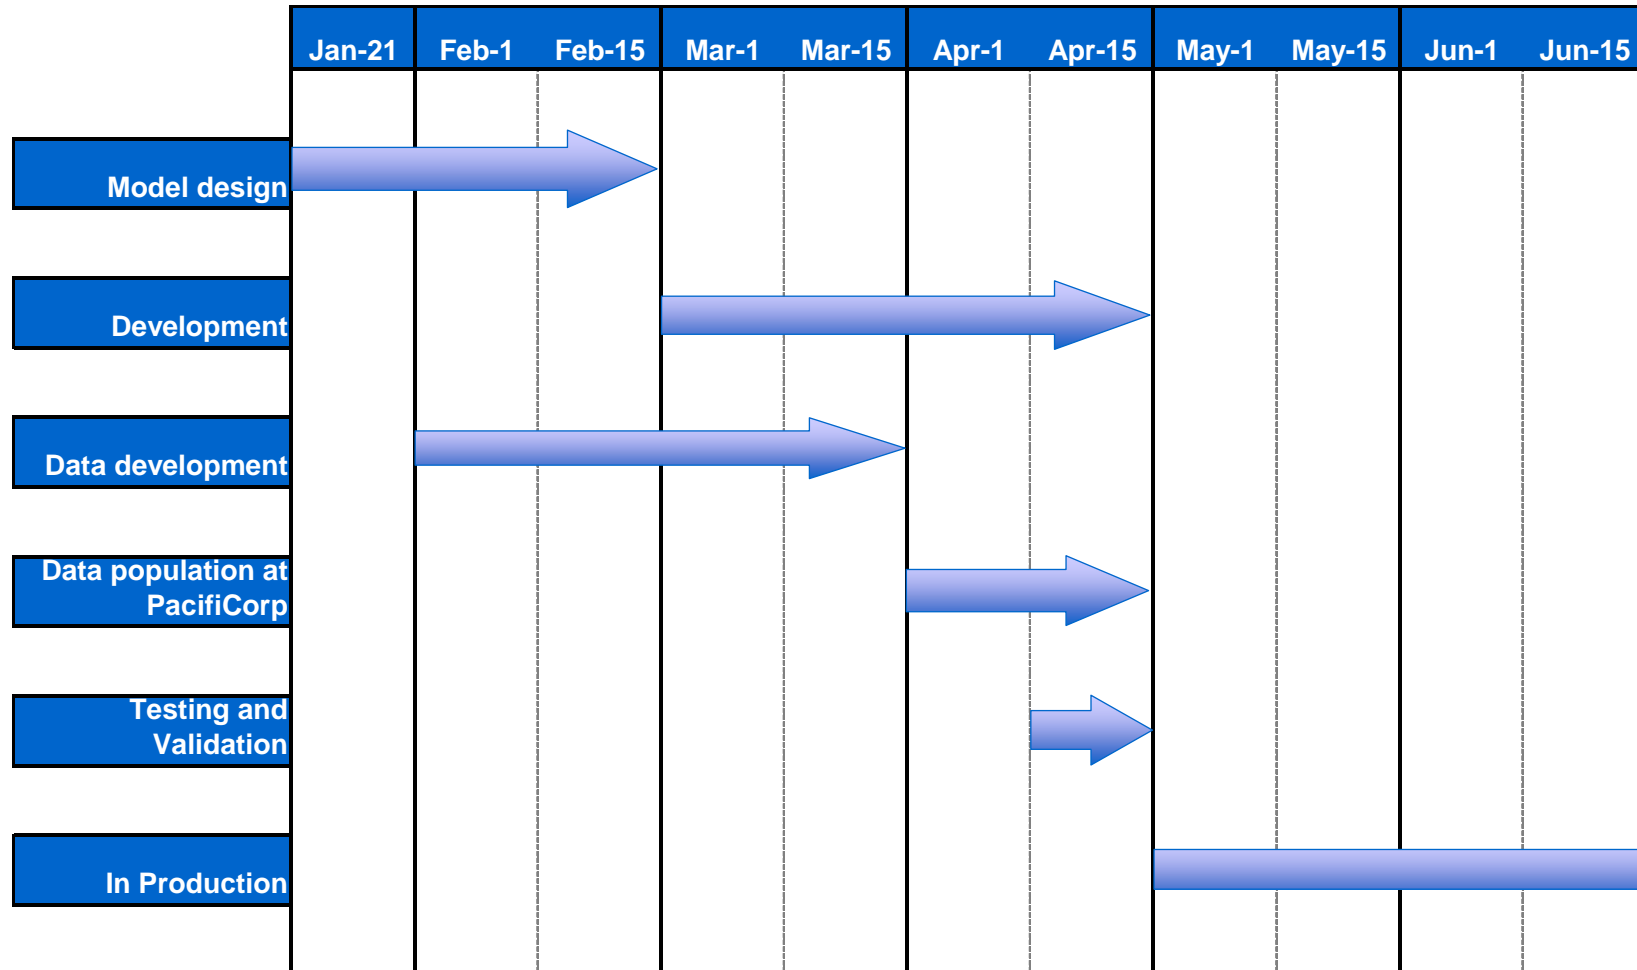 Jan-21 Feb-1 Feb-15 Mar-1 Mar-15 Apr-1 Apr-15 May-1 May-15 Jun-1 Jun-15
Model design
Development
Data development
Data population at
PacifiCorp
Testing and
Validation
In Production